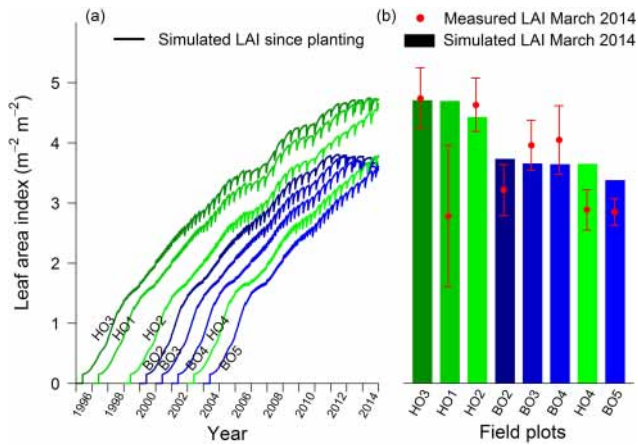 (a)
Simulated LAI since planting
(b)
Measured LAI March 2014
Simulated LAI March 2014
Leaf area index (m⁻² m⁻²)
5
4
3
2
1
0
HO3
HO1
HO2
BO2
BO3
BO4
HO4
BO5
1996
1998
2000
2002
2004
2006
2008
2010
2012
2014
Year
HO3
HO1
HO2
BO2
BO3
BO4
HO4
BO5
Field plots